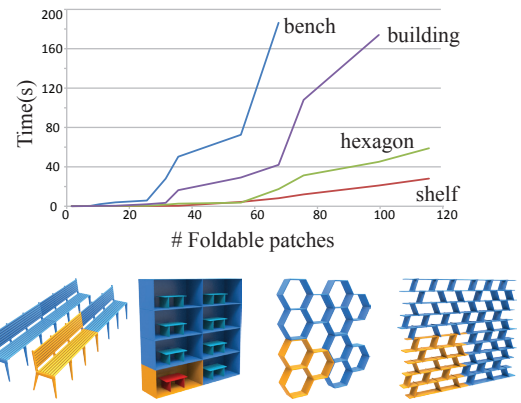 200
160
120
80
40
0
Time(s)
bench
building
hexagon
shelf
0 20 40 60 80 100 120
# Foldable patches